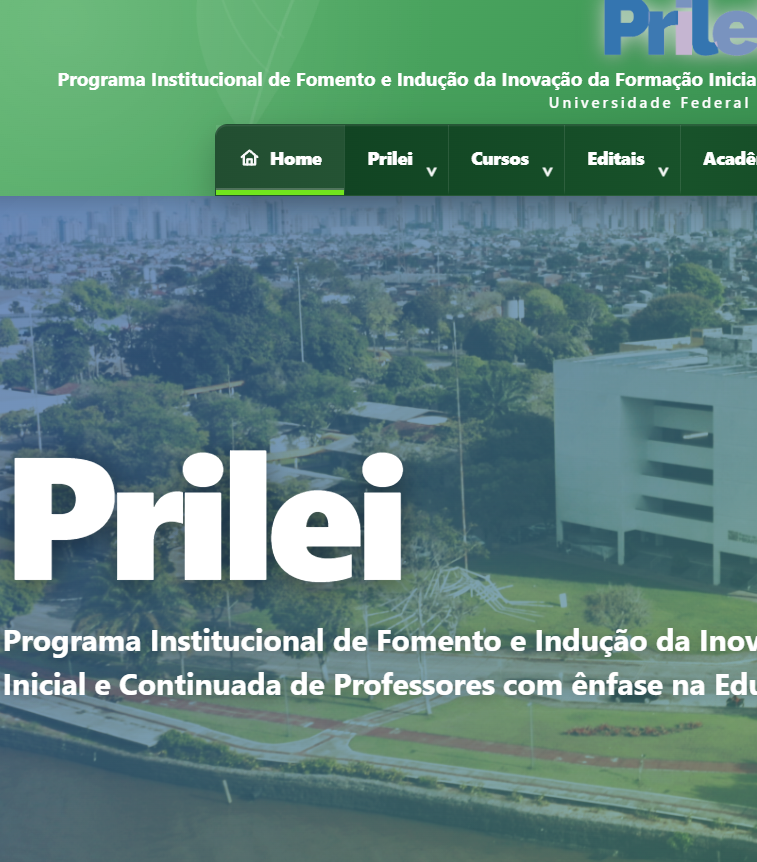 Prile
Programa Institucional de Fomento e Indução da Inovação da Formação Inicia
Universidade Federal
Home Prilei Cursos Editais Acadê
Prilei
Programa Institucional de Fomento e Indução da Inov
Inicial e Continuada de Professores com ênfase na Edu